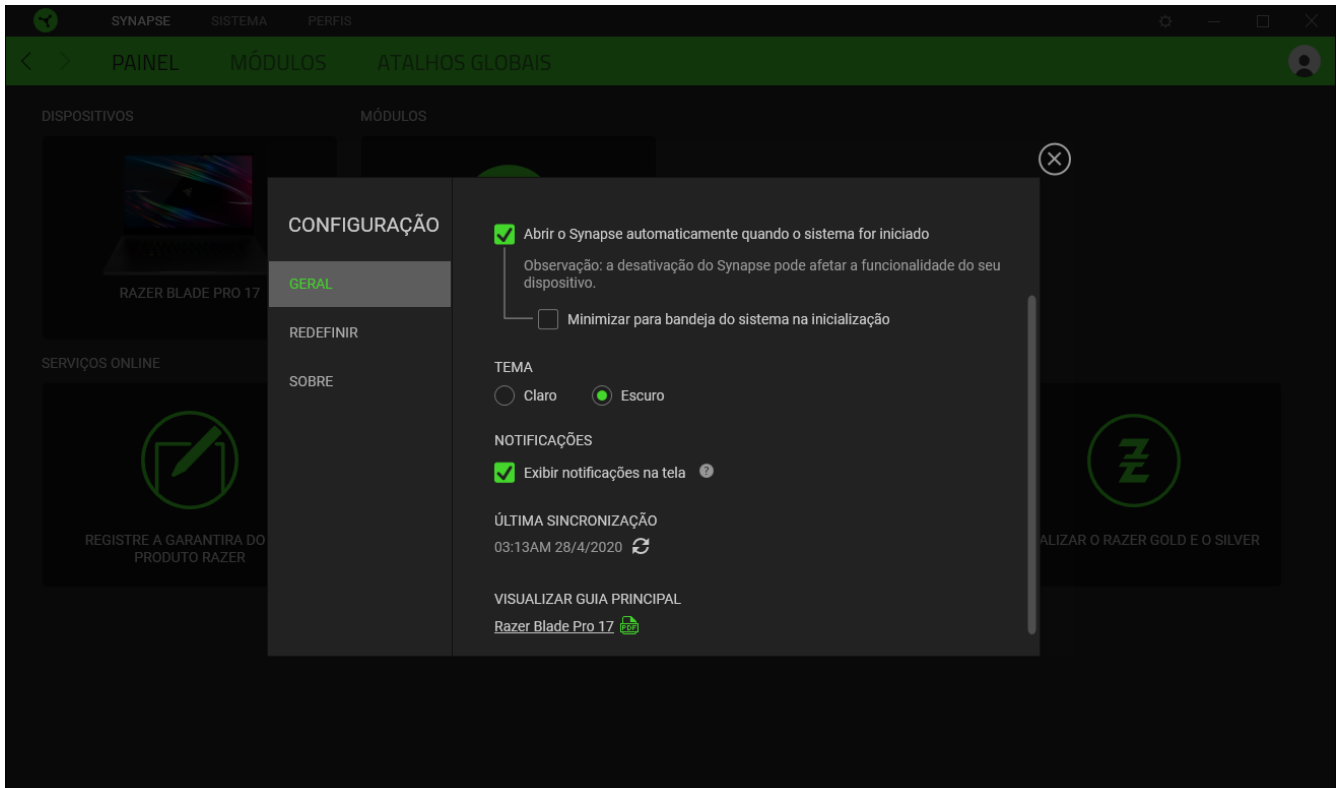 SYNAPSE SISTEMA PERFIS
PAINEL MÓDULOS ATALHOS GLOBAIS
DISPOSITIVOS
MÓDULOS
RAZER BLADE PRO 17
SERVIÇOS ONLINE
REGISTRE A GARANTIRA DO
PRODUTO RAZER
ALIZAR O RAZER GOLD E O SILVER
CONFIGURAÇÃO
GERAL
REDEFINIR
SOBRE
Abrir o Synapse automaticamente quando o sistema for iniciado
Observação: a desativação do Synapse pode afetar a funcionalidade do seu
dispositivo.
Minimizar para bandeja do sistema na inicialização
TEMA
Claro Escuro
NOTIFICAÇÕES
Exibir notificações na tela ?
ÚLTIMA SINCRONIZAÇÃO
03:13AM 28/4/2020
VISUALIZAR GUIA PRINCIPAL
Razer Blade Pro 17 PDF